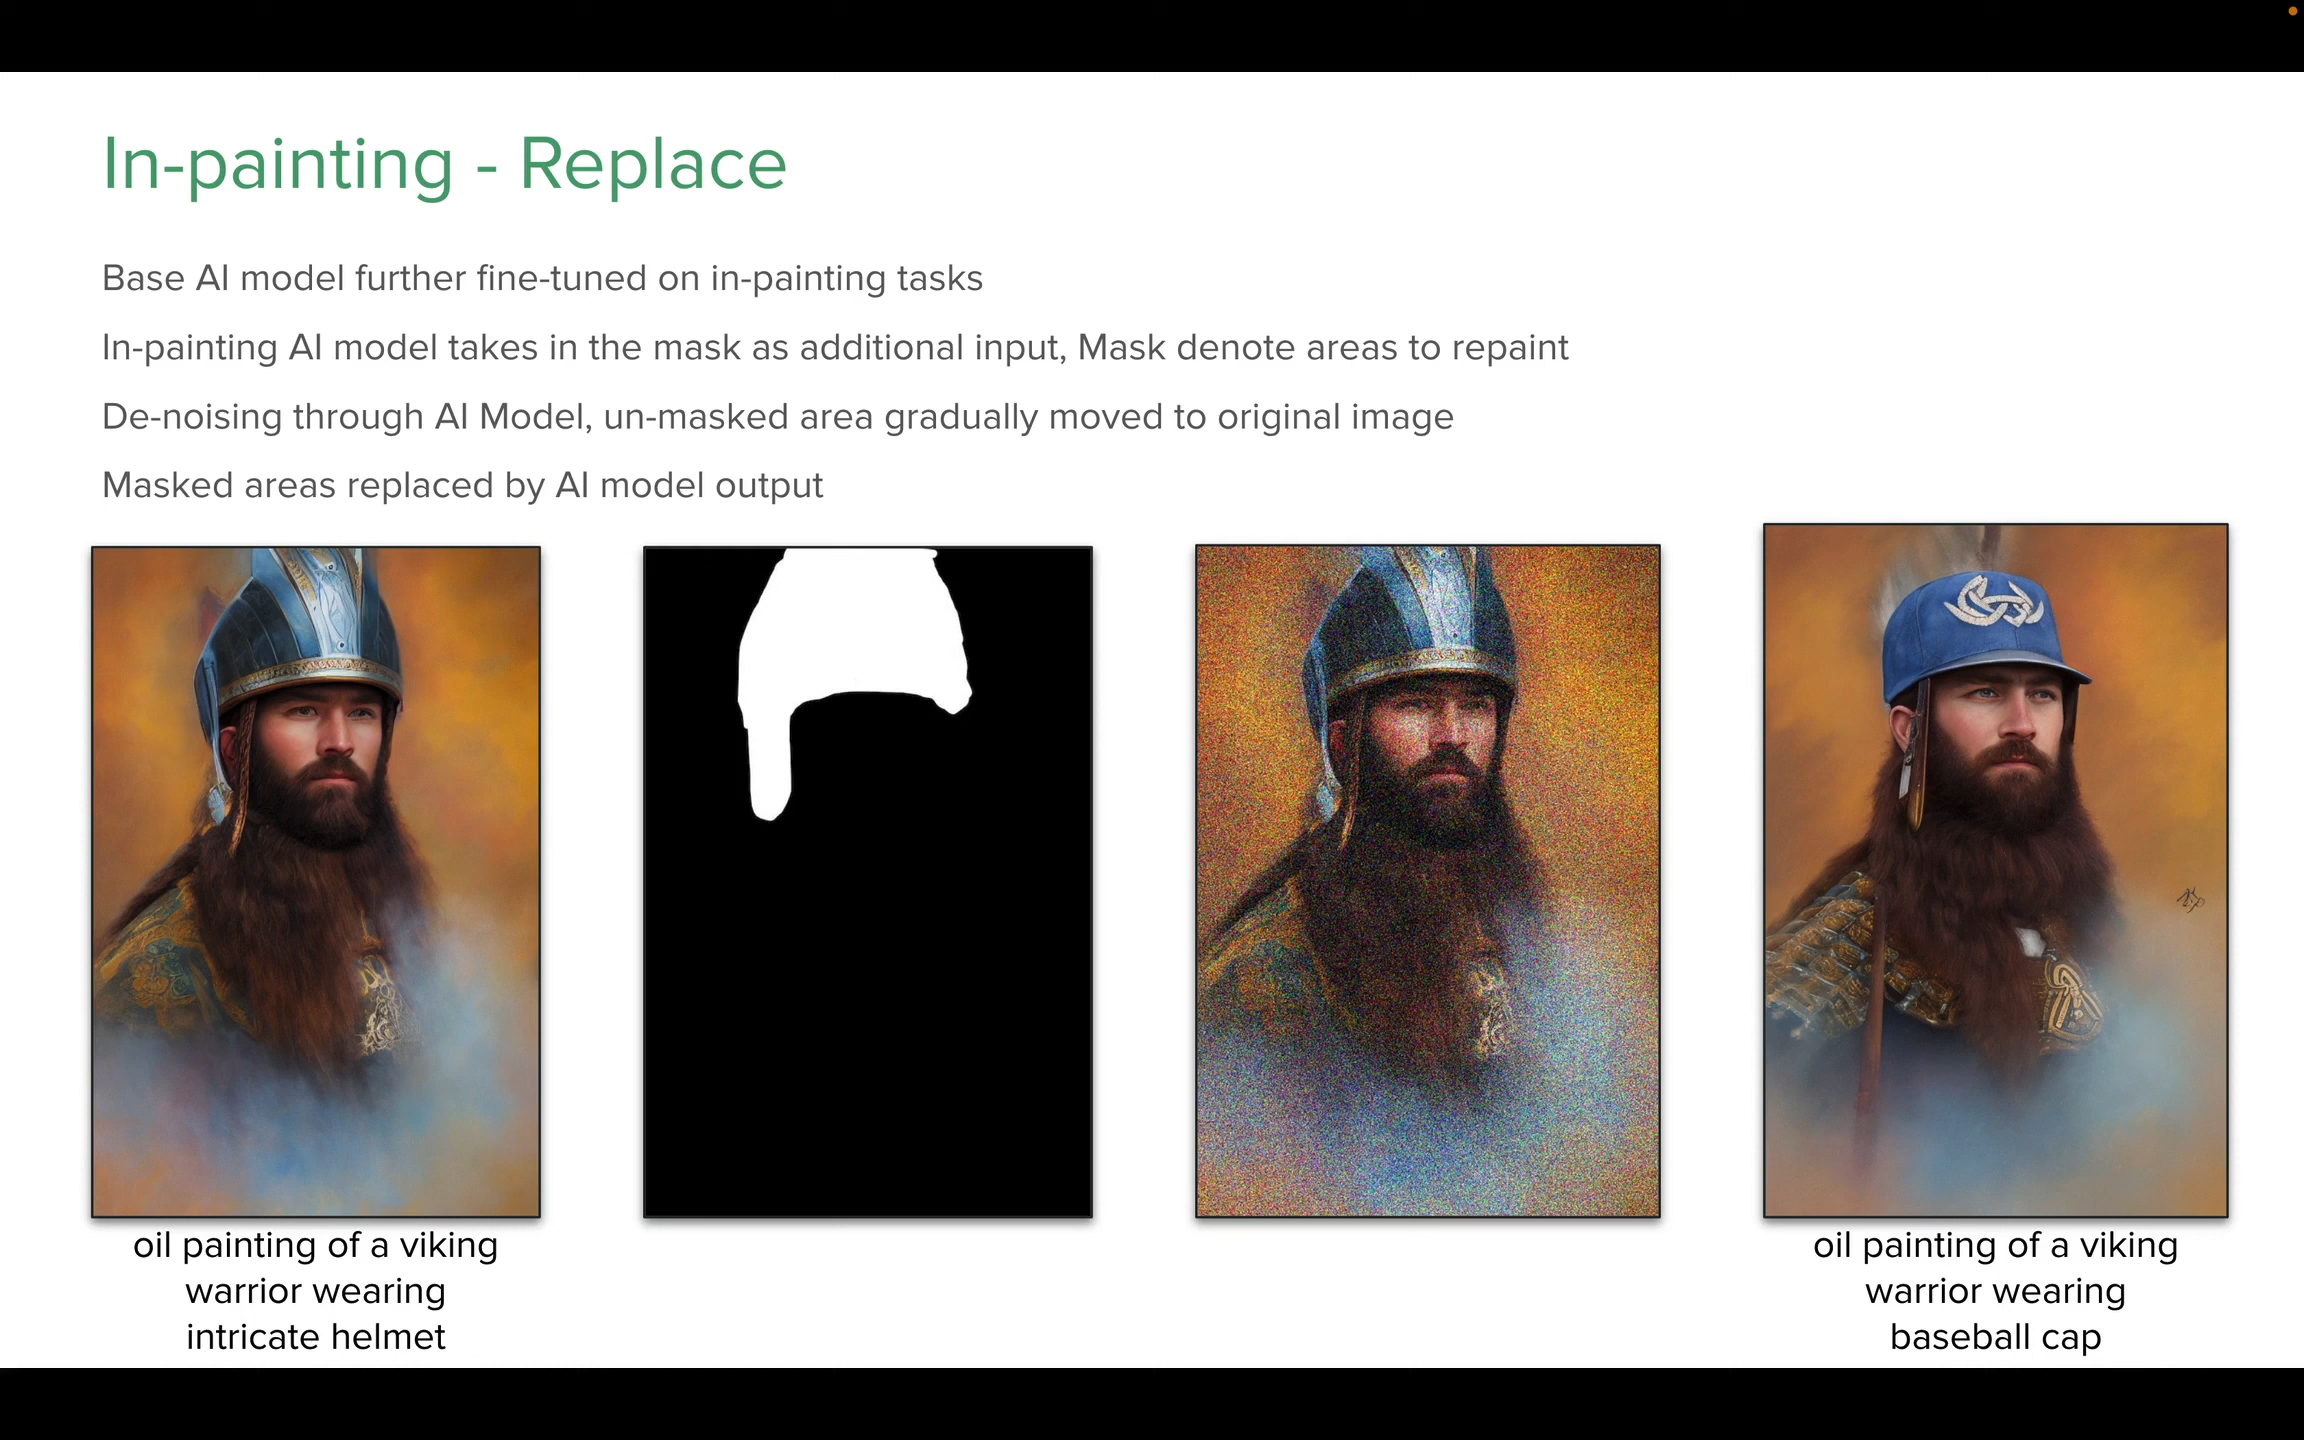 In-painting - Replace
Base AI model further fine-tuned on in-painting tasks
In-painting AI model takes in the mask as additional input, Mask denote areas to repaint
De-noising through AI Model, un-masked area gradually moved to original image
Masked areas replaced by AI model output
oil painting of a viking
warrior wearing
intricate helmet
oil painting of a viking
warrior wearing
baseball cap